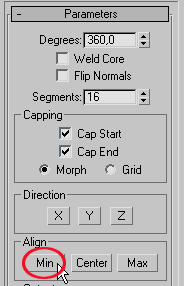 - Parameters
Degrees: 360,0
Weld Core
Flip Normals
Segments: 16
Capping
Cap Start
Cap End
Morph Grid
Direction
X Y Z
Align
Min Center Max